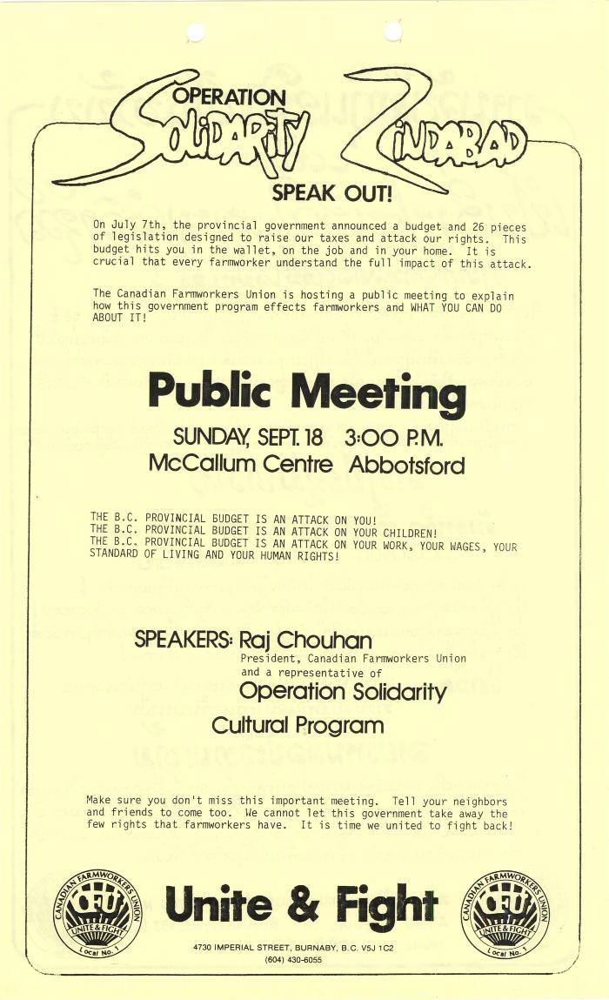 OPERATION
SOLIDARITY ZINDABAD
SPEAK OUT!
On July 7th, the provincial government announced a budget and 26 pieces
of legislation designed to raise our taxes and attack our rights. This
budget hits you in the wallet, on the job and in your home. It is
crucial that every farmworker understand the full impact of this attack.
The Canadian Farmworkers Union is hosting a public meeting to explain
how this government program effects farmworkers and WHAT YOU CAN DO
ABOUT IT!
Public Meeting
SUNDAY, SEPT. 18 3:00 P.M.
McCallum Centre Abbotsford
THE B.C. PROVINCIAL BUDGET IS AN ATTACK ON YOU!
THE B.C. PROVINCIAL BUDGET IS AN ATTACK ON YOUR CHILDREN!
THE B.C. PROVINCIAL BUDGET IS AN ATTACK ON YOUR WORK, YOUR WAGES, YOUR
STANDARD OF LIVING AND YOUR HUMAN RIGHTS!
SPEAKERS: Raj Chouhan
President, Canadian Farmworkers Union
and a representative of
Operation Solidarity
Cultural Program
Make sure you don't miss this important meeting. Tell your neighbors
and friends to come too. We cannot let this government take away the
few rights that farmworkers have. It is time we united to fight back!
CANADIAN FARMWORKERS UNION
CFU
UNITE & FIGHT
Local No. 1
Unite & Fight
4730 IMPERIAL STREET, BURNABY, B.C. V5J 1C2
(604) 430-6055
CANADIAN FARMWORKERS UNION
CFU
UNITE & FIGHT
Local No. 1